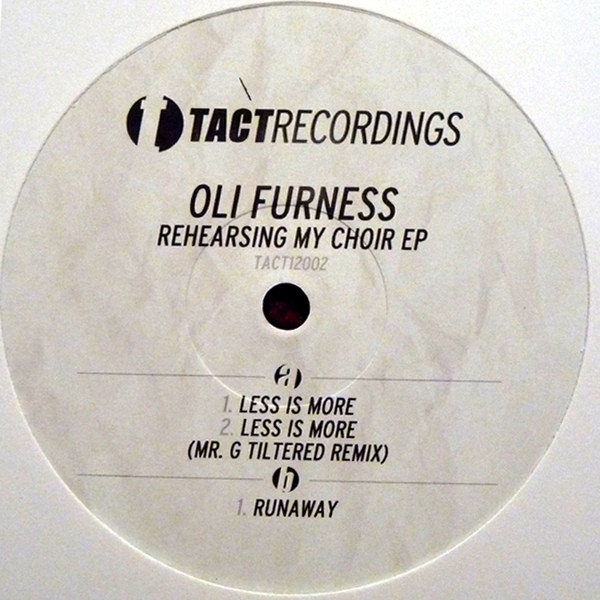 t TACTRECORDINGS
OLI FURNESS
REHEARSING MY CHOIR EP
TACT12002
a
1. LESS IS MORE
2. LESS IS MORE
(MR. G TILTERED REMIX)
b
1. RUNAWAY